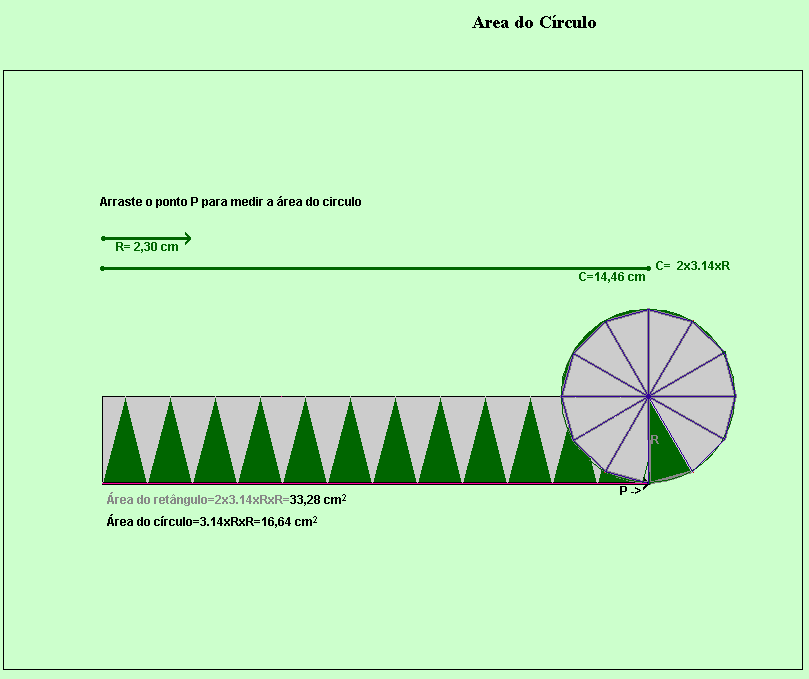 Area do Círculo
Arraste o ponto P para medir a área do circulo
R= 2,30 cm
C= 2x3.14xR
C=14,46 cm
R
P ->
Área do retángulo=2x3.14xRxR=33,28 cm²
Área do círculo=3.14xRxR=16,64 cm²